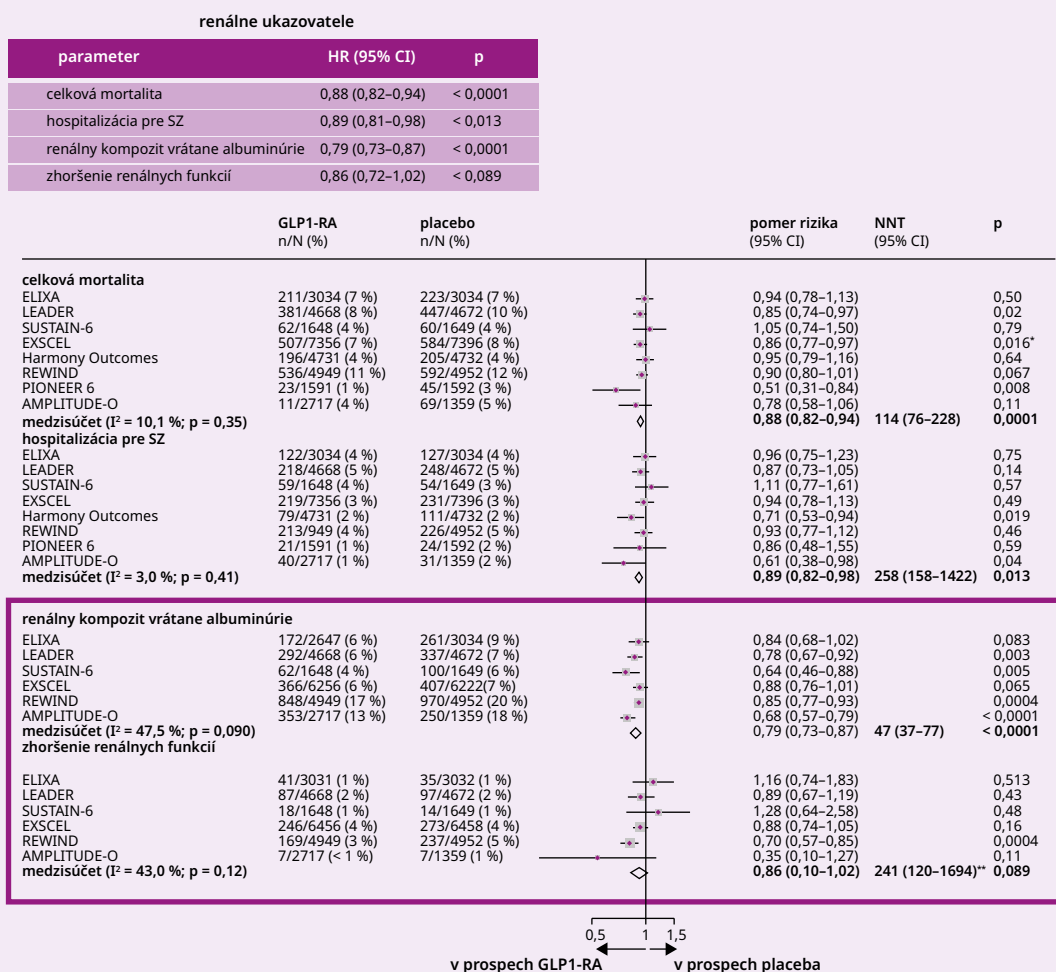 renálne ukazovatele
parameter HR (95% CI) p
celková mortalita 0,88 (0,82–0,94) < 0,0001
hospitalizácia pre SZ 0,89 (0,81–0,98) < 0,013
renálny kompozit vrátane albuminúrie 0,79 (0,73–0,87) < 0,0001
zhoršenie renálnych funkcií 0,86 (0,72–1,02) < 0,089
GLP1-RA placebo pomer rizika NNT p
n/N (%) n/N (%) (95% CI) (95% CI)
celková mortalita
ELIXA 211/3034 (7 %) 223/3034 (7 %) 0,94 (0,78–1,13) 0,50
LEADER 381/4668 (8 %) 447/4672 (10 %) 0,85 (0,74–0,97) 0,02
SUSTAIN-6 62/1648 (4 %) 60/1649 (4 %) 1,05 (0,74–1,50) 0,79
EXSCEL 507/7356 (7 %) 584/7396 (8 %) 0,86 (0,77–0,97) 0,016*
Harmony Outcomes 196/4731 (4 %) 205/4732 (4 %) 0,95 (0,79–1,16) 0,64
REWIND 536/4949 (11 %) 592/4952 (12 %) 0,90 (0,80–1,01) 0,067
PIONEER 6 23/1591 (1 %) 45/1592 (3 %) 0,51 (0,31–0,84) 0,008
AMPLITUDE-O 11/2717 (4 %) 69/1359 (5 %) 0,78 (0,58–1,06) 0,11
medzisúčet (I² = 10,1 %; p = 0,35) 0,88 (0,82–0,94) 114 (76–228) 0,0001
hospitalizácia pre SZ
ELIXA 122/3034 (4 %) 127/3034 (4 %) 0,96 (0,75–1,23) 0,75
LEADER 218/4668 (5 %) 248/4672 (5 %) 0,87 (0,73–1,05) 0,14
SUSTAIN-6 59/1648 (4 %) 54/1649 (3 %) 1,11 (0,77–1,61) 0,57
EXSCEL 219/7356 (3 %) 231/7396 (3 %) 0,94 (0,78–1,13) 0,49
Harmony Outcomes 79/4731 (2 %) 111/4732 (2 %) 0,71 (0,53–0,94) 0,019
REWIND 213/949 (4 %) 226/4952 (5 %) 0,93 (0,77–1,12) 0,46
PIONEER 6 21/1591 (1 %) 24/1592 (2 %) 0,86 (0,48–1,55) 0,59
AMPLITUDE-O 40/2717 (1 %) 31/1359 (2 %) 0,61 (0,38–0,98) 0,04
medzisúčet (I² = 3,0 %; p = 0,41) 0,89 (0,82–0,98) 258 (158–1422) 0,013
renálny kompozit vrátane albuminúrie
ELIXA 172/2647 (6 %) 261/3034 (9 %) 0,84 (0,68–1,02) 0,083
LEADER 292/4668 (6 %) 337/4672 (7 %) 0,78 (0,67–0,92) 0,003
SUSTAIN-6 62/1648 (4 %) 100/1649 (6 %) 0,64 (0,46–0,88) 0,005
EXSCEL 366/6256 (6 %) 407/6222(7 %) 0,88 (0,76–1,01) 0,065
REWIND 848/4949 (17 %) 970/4952 (20 %) 0,85 (0,77–0,93) 0,0004
AMPLITUDE-O 353/2717 (13 %) 250/1359 (18 %) 0,68 (0,57–0,79) < 0,0001
medzisúčet (I² = 47,5 %; p = 0,090) 0,79 (0,73–0,87) 47 (37–77) < 0,0001
zhoršenie renálnych funkcií
ELIXA 41/3031 (1 %) 35/3032 (1 %) 1,16 (0,74–1,83) 0,513
LEADER 87/4668 (2 %) 97/4672 (2 %) 0,89 (0,67–1,19) 0,43
SUSTAIN-6 18/1648 (1 %) 14/1649 (1 %) 1,28 (0,64–2,58) 0,48
EXSCEL 246/6456 (4 %) 273/6458 (4 %) 0,88 (0,74–1,05) 0,16
REWIND 169/4949 (3 %) 237/4952 (5 %) 0,70 (0,57–0,85) 0,0004
AMPLITUDE-O 7/2717 (< 1 %) 7/1359 (1 %) 0,35 (0,10–1,27) 0,11
medzisúčet (I² = 43,0 %; p = 0,12) 0,86 (0,10–1,02) 241 (120–1694)** 0,089
0,5 1 1,5
v prospech GLP1-RA v prospech placeba